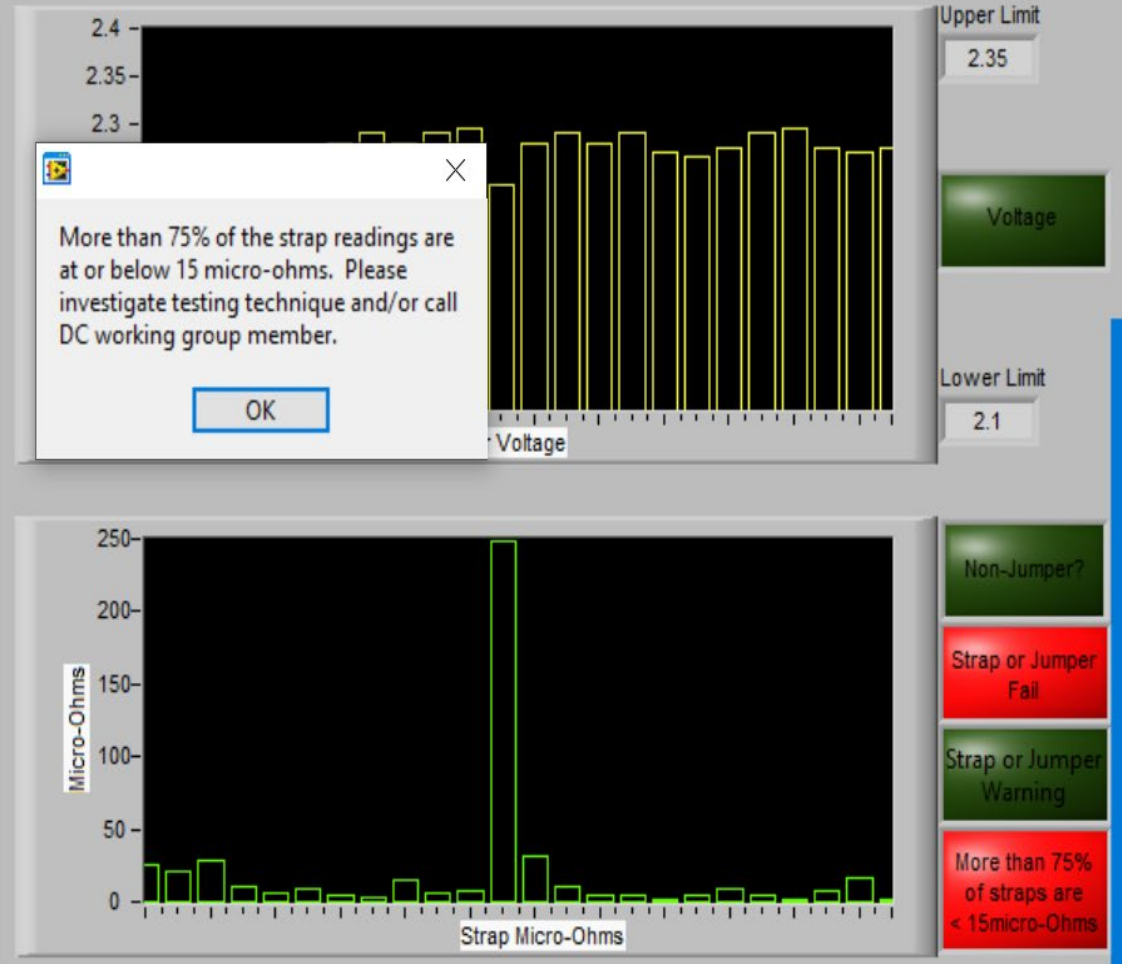 Upper Limit
2.35
2.4
2.35
2.3
Voltage
More than 75% of the strap readings are
at or below 15 micro-ohms.  Please
investigate testing technique and/or call
DC working group member.
OK
Lower Limit
2.1
Voltage
250
200
150
100
50
0
Micro-Ohms
Strap Micro-Ohms
Non-Jumper?
Strap or Jumper
Fail
Strap or Jumper
Warning
More than 75%
of straps are
< 15micro-Ohms